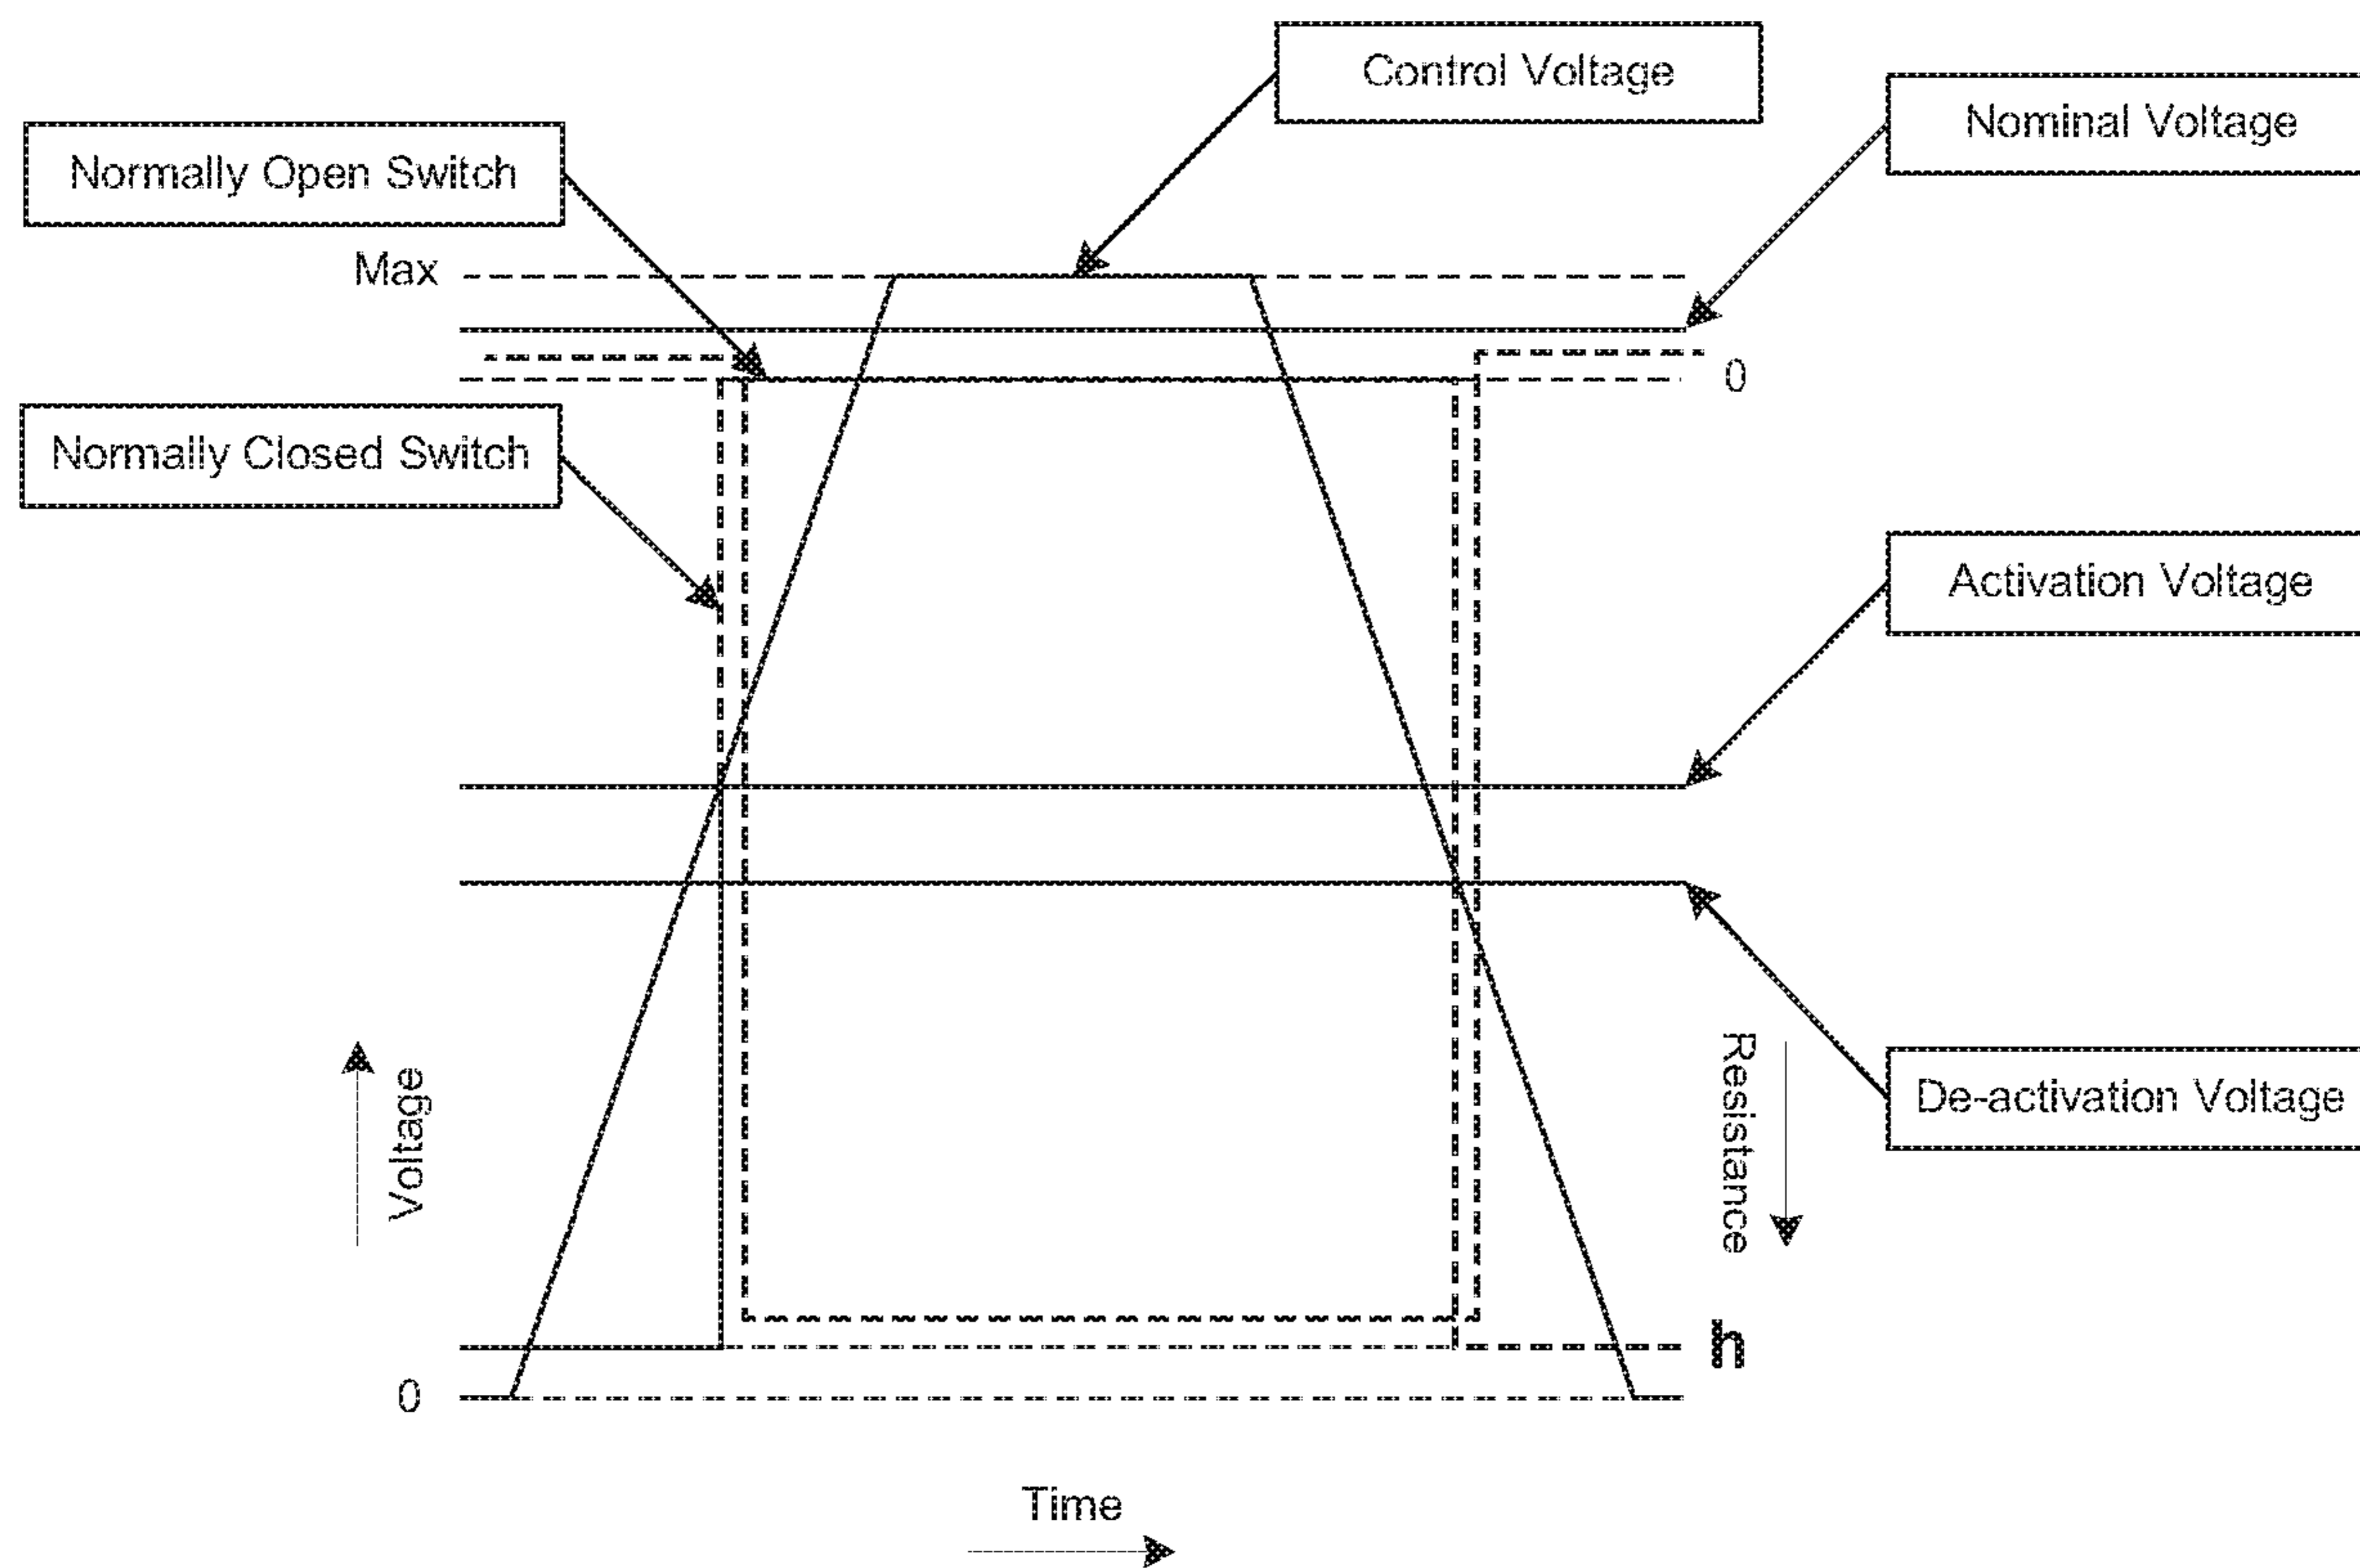 Control Voltage
Nominal Voltage
Normally Open Switch
Max
0
Normally Closed Switch
Activation Voltage
Voltage
Resistance
De-activation Voltage
h
0
Time